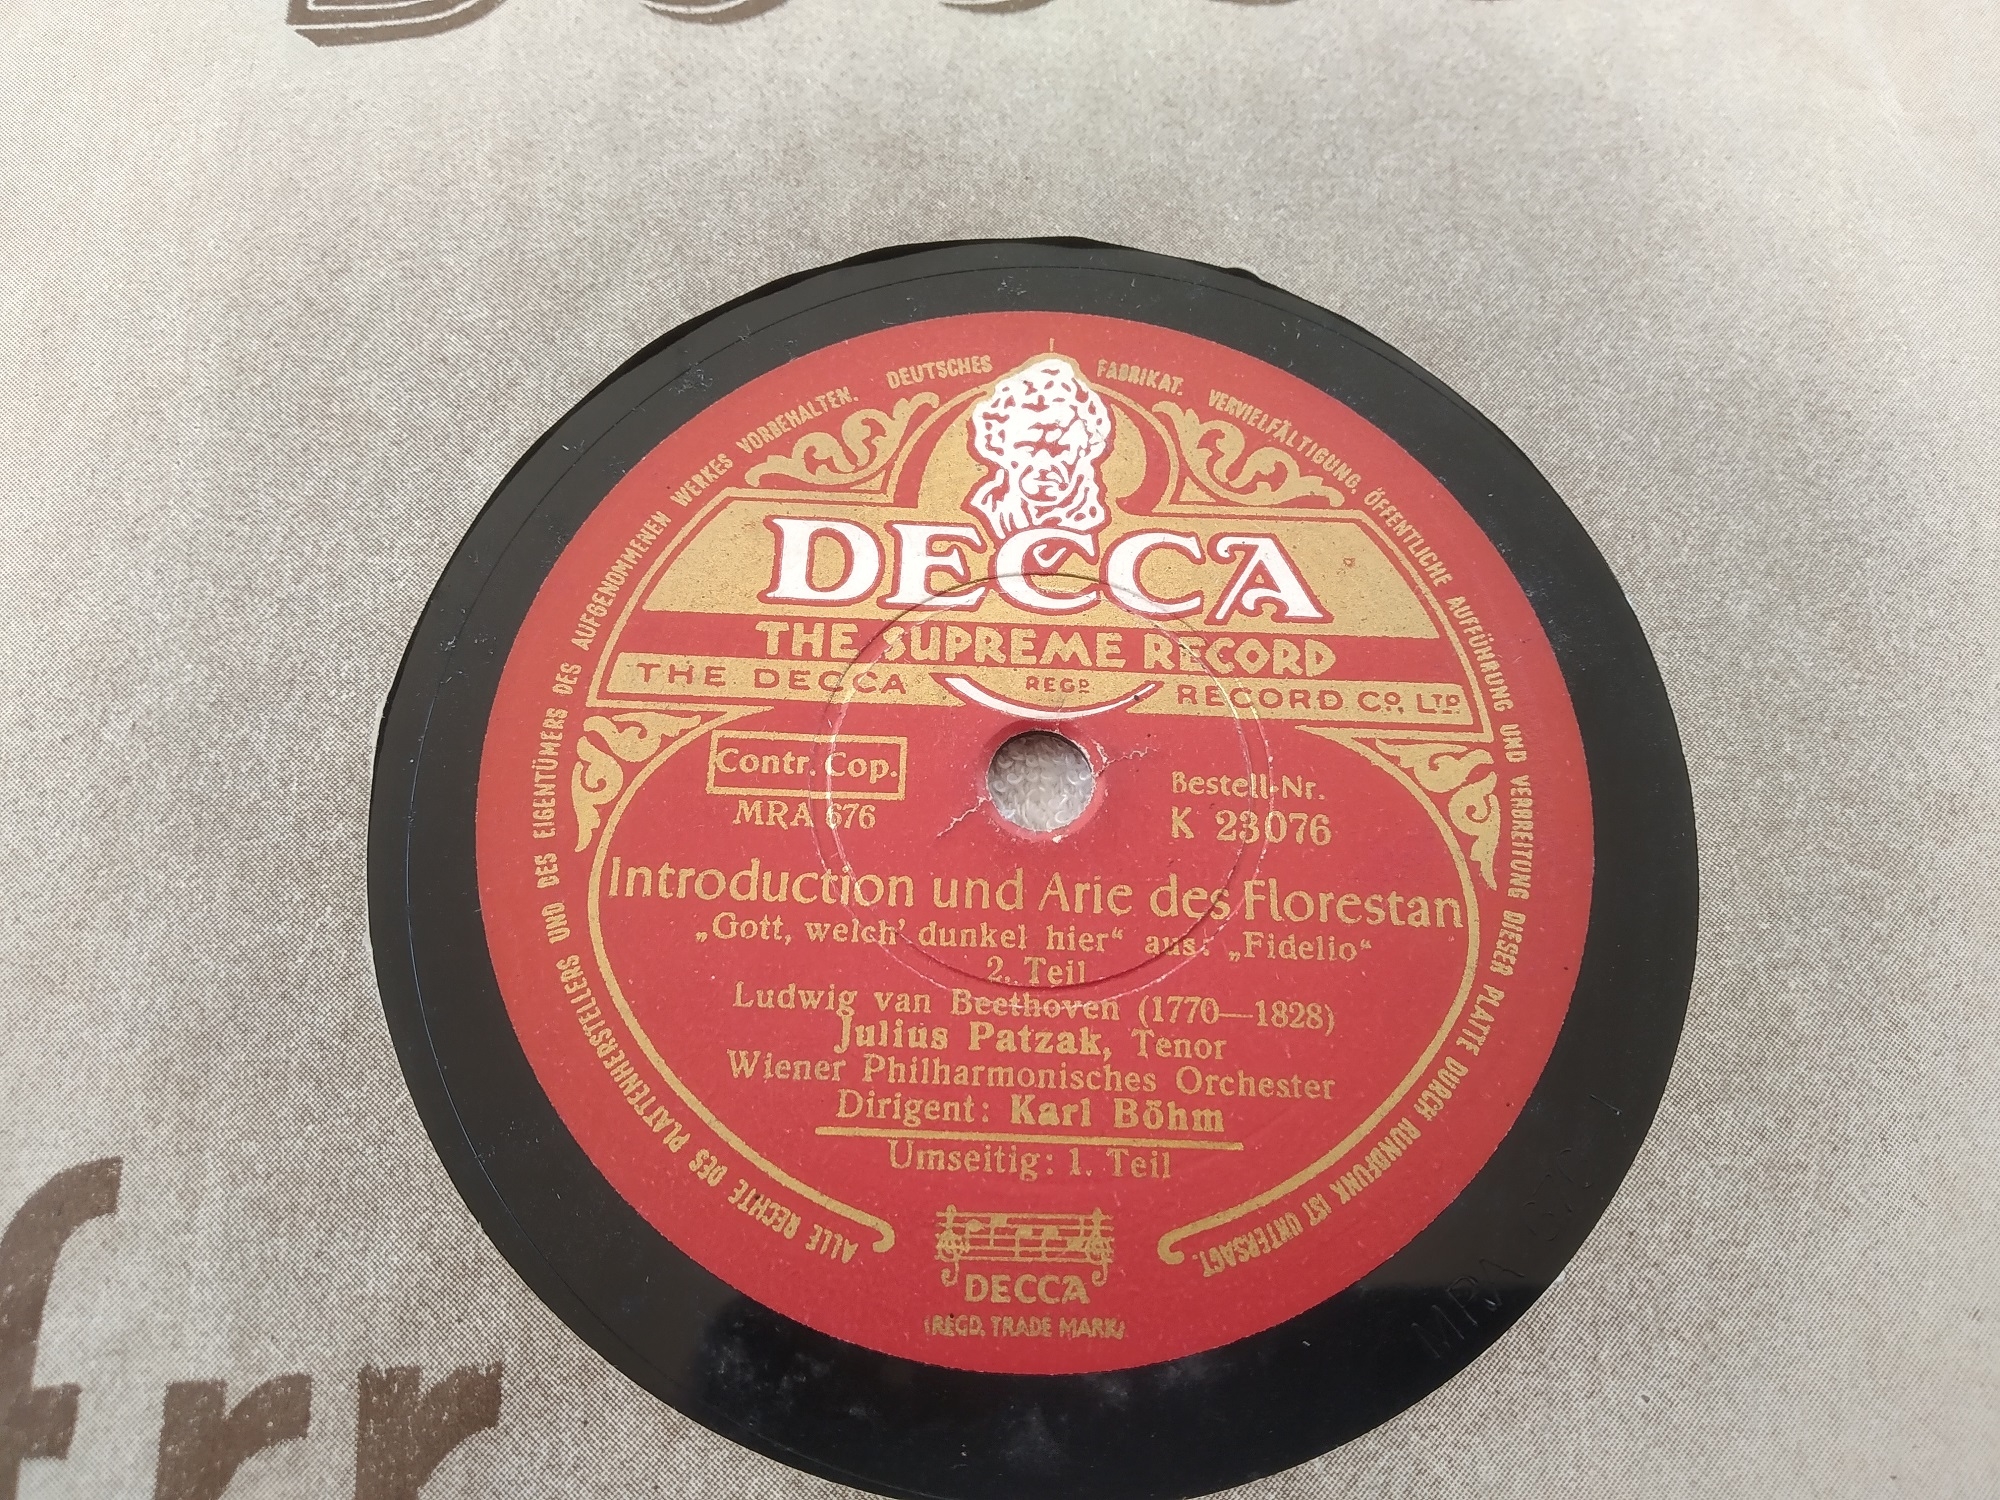 ALLE RECHTE DES PLATTENHERSTELLERS UND DES EIGENTÜMERS DES AUFGENOMMENEN WERKES VORBEHALTEN. DEUTSCHES FABRIKAT. VERVIELFÄLTIGUNG, ÖFFENTLICHE AUFFÜHRUNG UND VERBREITUNG DIESER PLATTE DURCH RUNDFUNK IST UNTERSAGT.
DECCA
THE SUPREME RECORD
THE DECCA REGD RECORD CO. LTD.
Contr. Cop.
MRA 676
Bestell-Nr.
K 23076
Introduction und Arie des Florestan
„Gott, welch' dunkel hier“ aus: „Fidelio“
2. Teil
Ludwig van Beethoven (1770—1828)
Julius Patzak, Tenor
Wiener Philharmonisches Orchester
Dirigent: Karl Böhm
Umseitig: 1. Teil
DECCA
(REGD. TRADE MARK)
MRA
frr